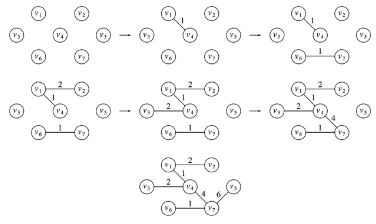 v₁ v₂ v₁ v₂ v₁ v₂
1 1
v₃ v₄ v₅ v₃ v₄ v₅ v₃ v₄ v₅
1
v₆ v₇ v₆ v₇ v₆ v₇
2 2 2
v₁ v₂ v₁ v₂ v₁ v₂
1 1 1
2 2
v₃ v₄ v₅ v₃ v₄ v₅ v₃ v₄ v₅
4
1 1 1
v₆ v₇ v₆ v₇ v₆ v₇
2
v₁ v₂
1
2
v₃ v₄ v₅
4 6
1
v₆ v₇